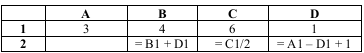 A B C D
1 3 4 6 1
2 = B1 + D1 = C1/2 = A1 – D1 + 1